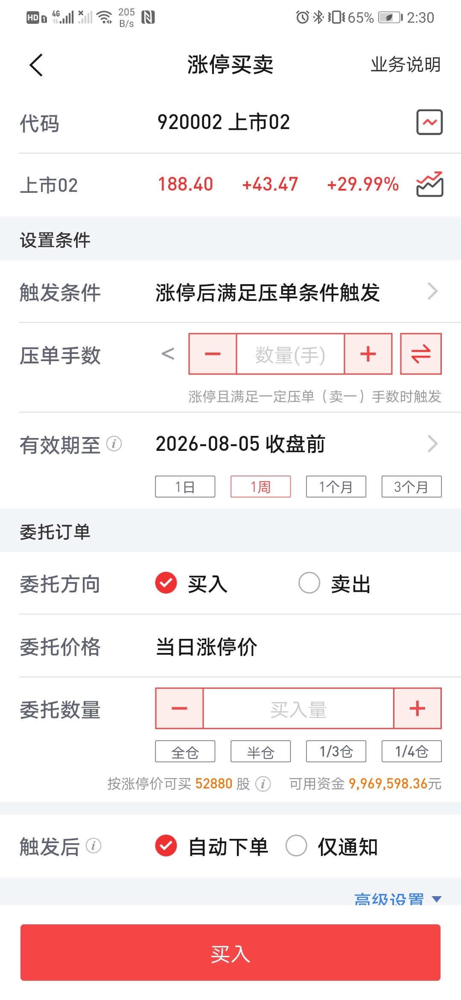 HD 1 4G 205 B/s 65% 2:30
涨停买卖 业务说明
代码 920002 上市02
上市02 188.40 +43.47 +29.99%
设置条件
触发条件 涨停后满足压单条件触发
压单手数 < − 数量(手) +
涨停且满足一定压单（卖一）手数时触发
有效期至 i 2026-08-05 收盘前
1日 1周 1个月 3个月
委托订单
委托方向 买入 卖出
委托价格 当日涨停价
委托数量 − 买入量 +
全仓 半仓 1/3仓 1/4仓
按涨停价可买 52880 股 i 可用资金 9,969,598.36元
触发后 i 自动下单 仅通知
高级设置
买入